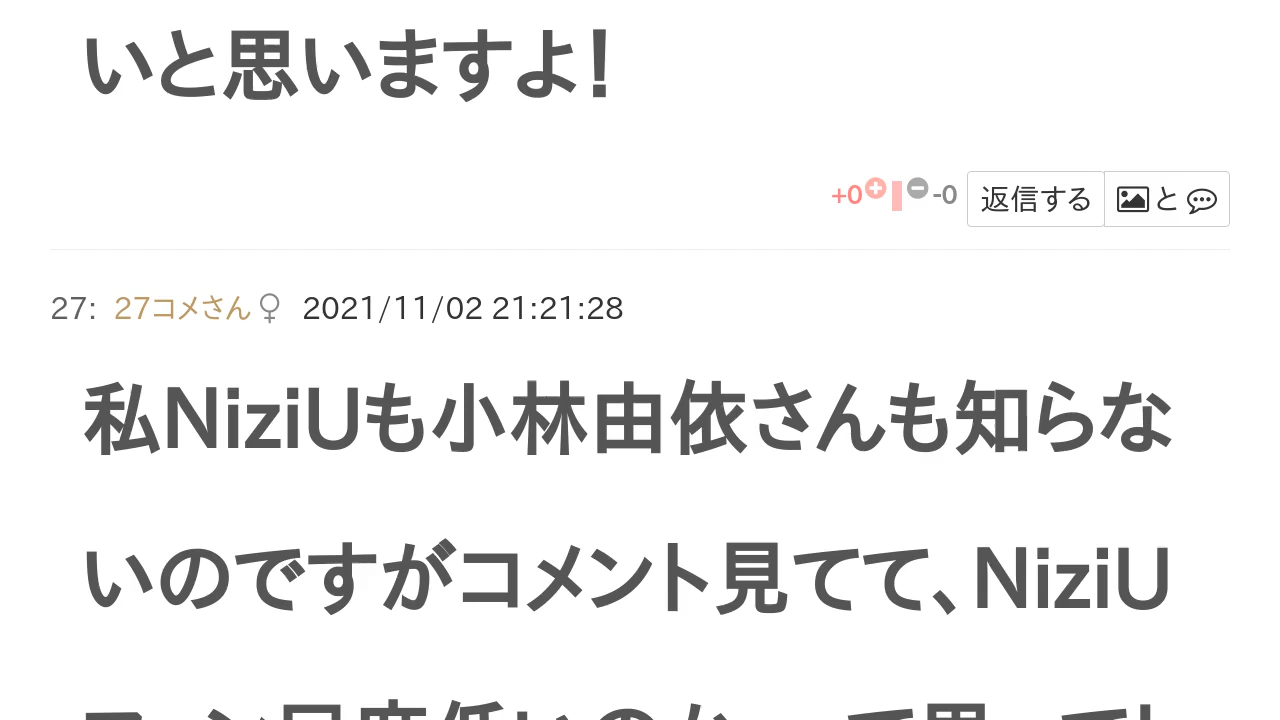 いと思いますよ!
+0 -0 返信する と
27: 27コメさん♀ 2021/11/02 21:21:28
私NiziUも小林由依さんも知らな
いのですがコメント見てて、NiziU